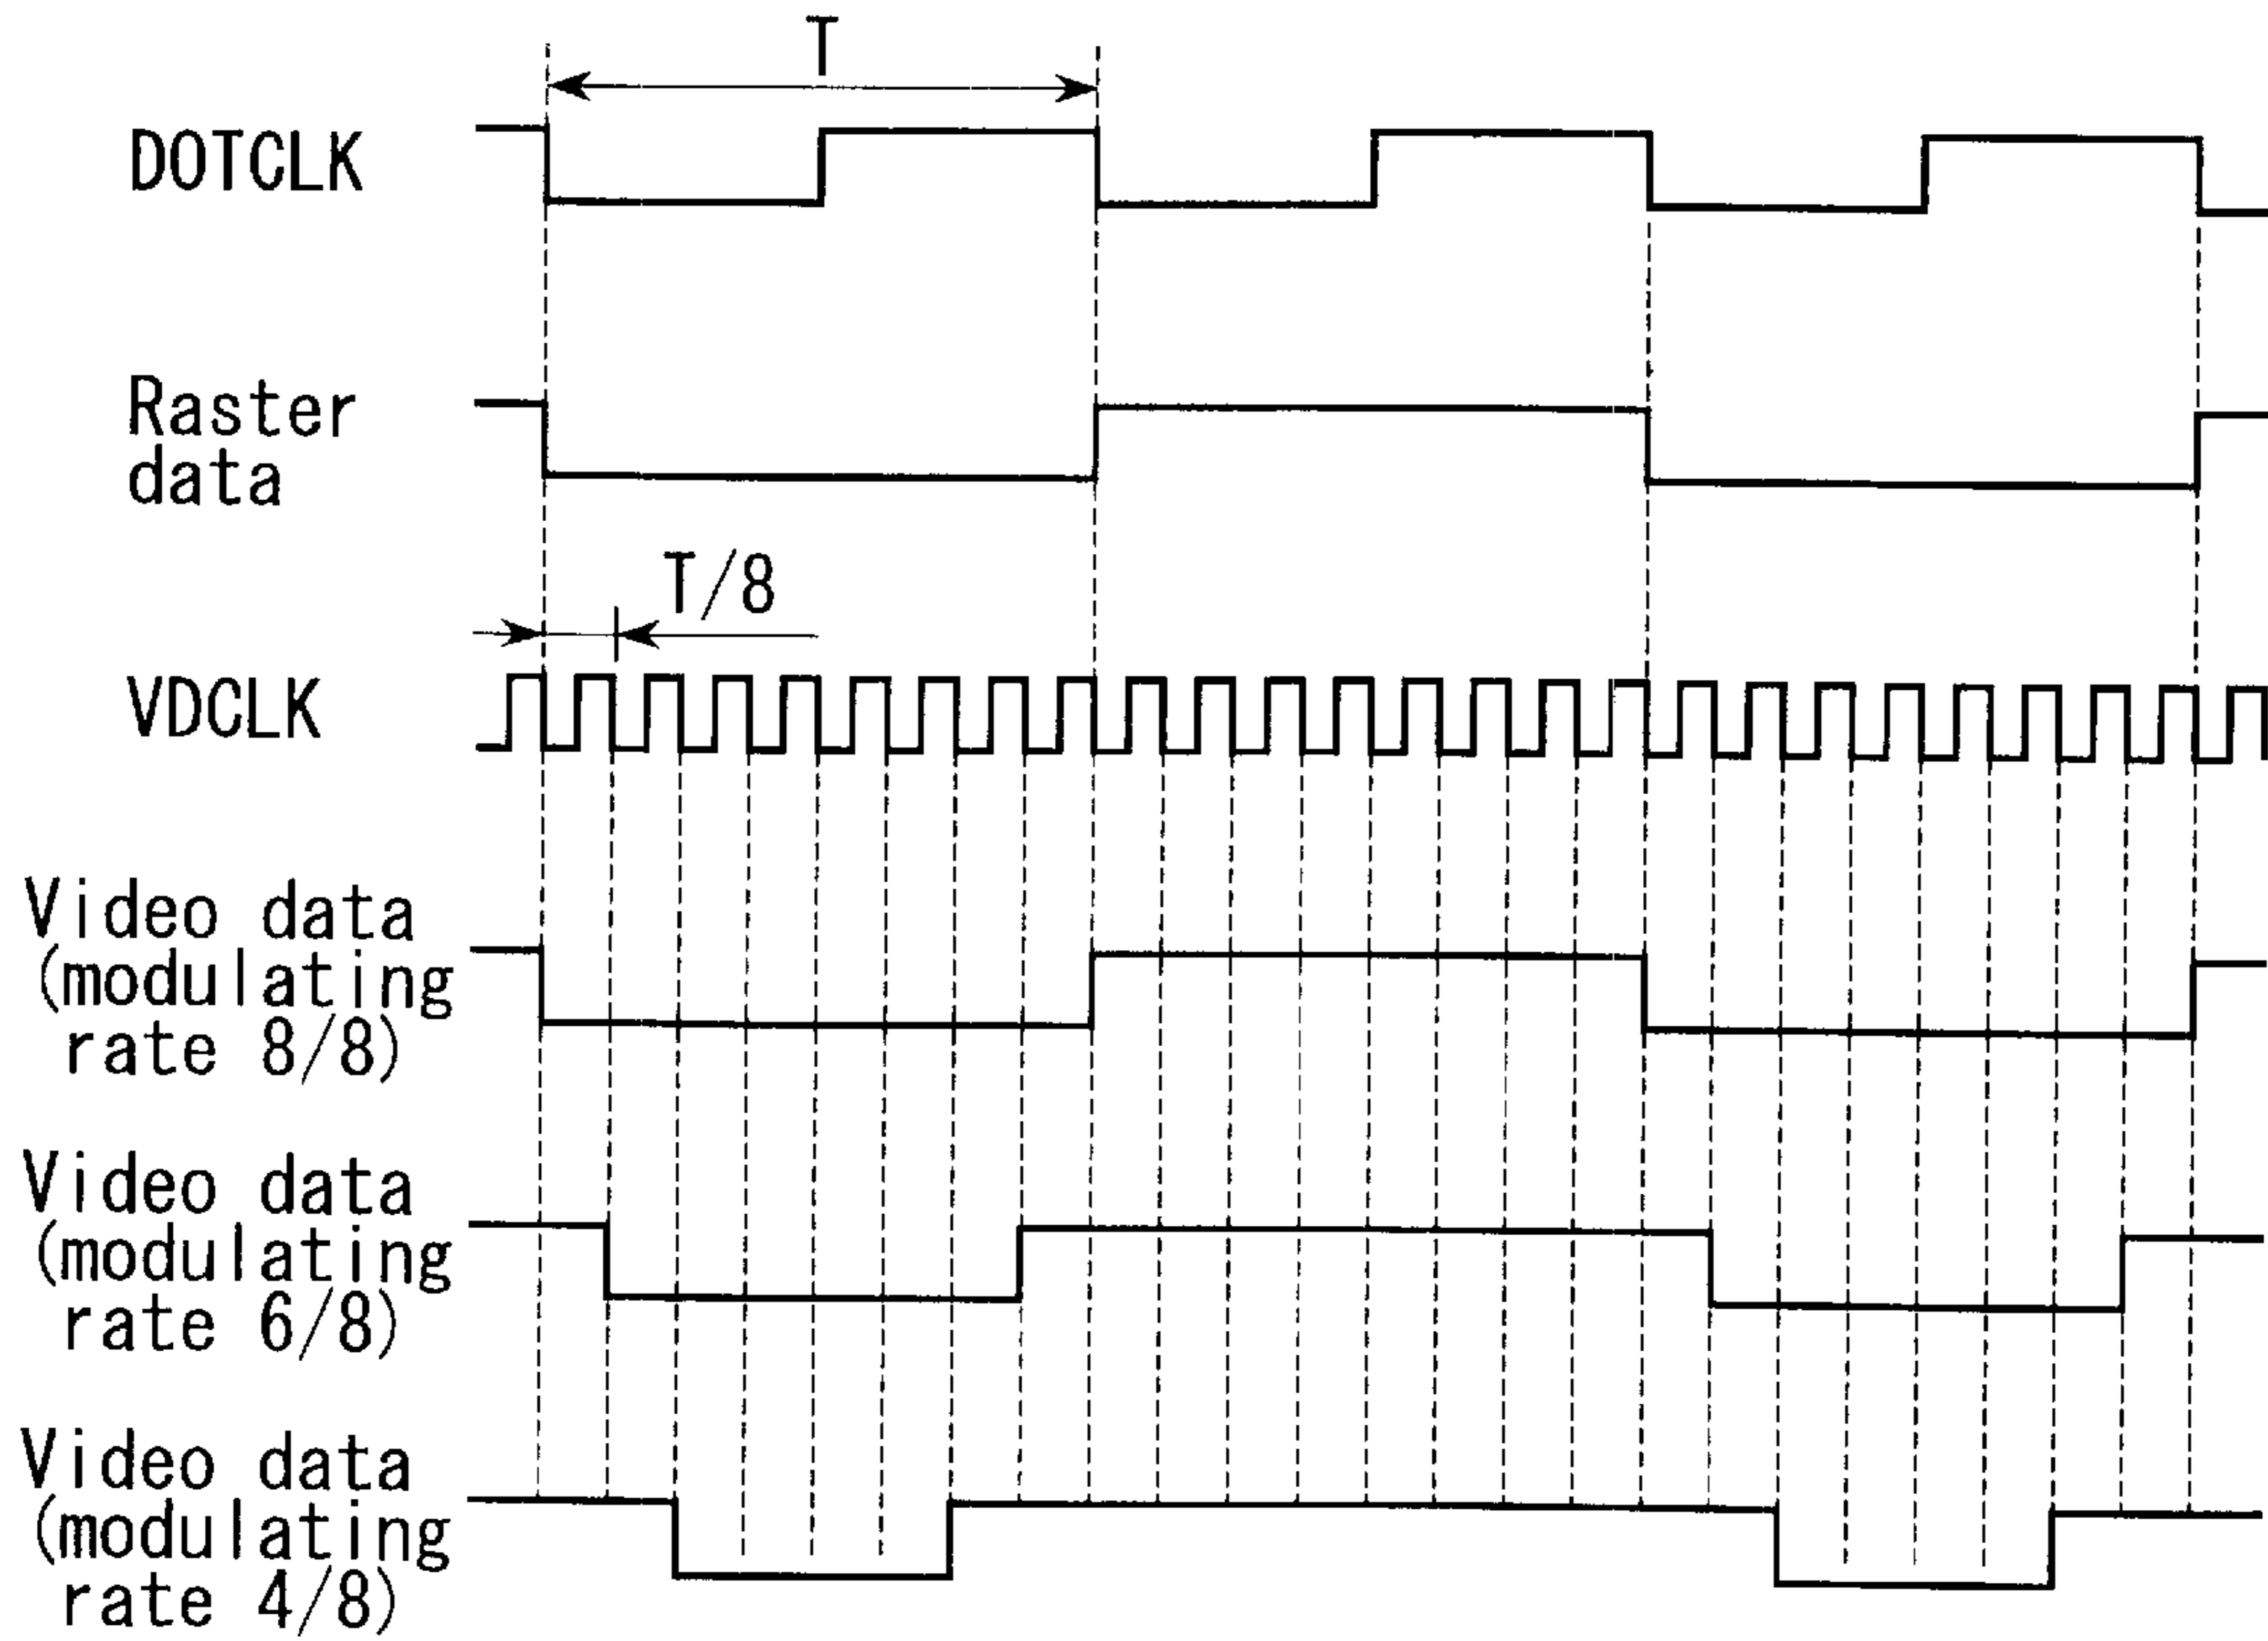 T
DOTCLK
Raster
data
T/8
VDCLK
Video data
(modulating
rate 8/8)
Video data
(modulating
rate 6/8)
Video data
(modulating
rate 4/8)